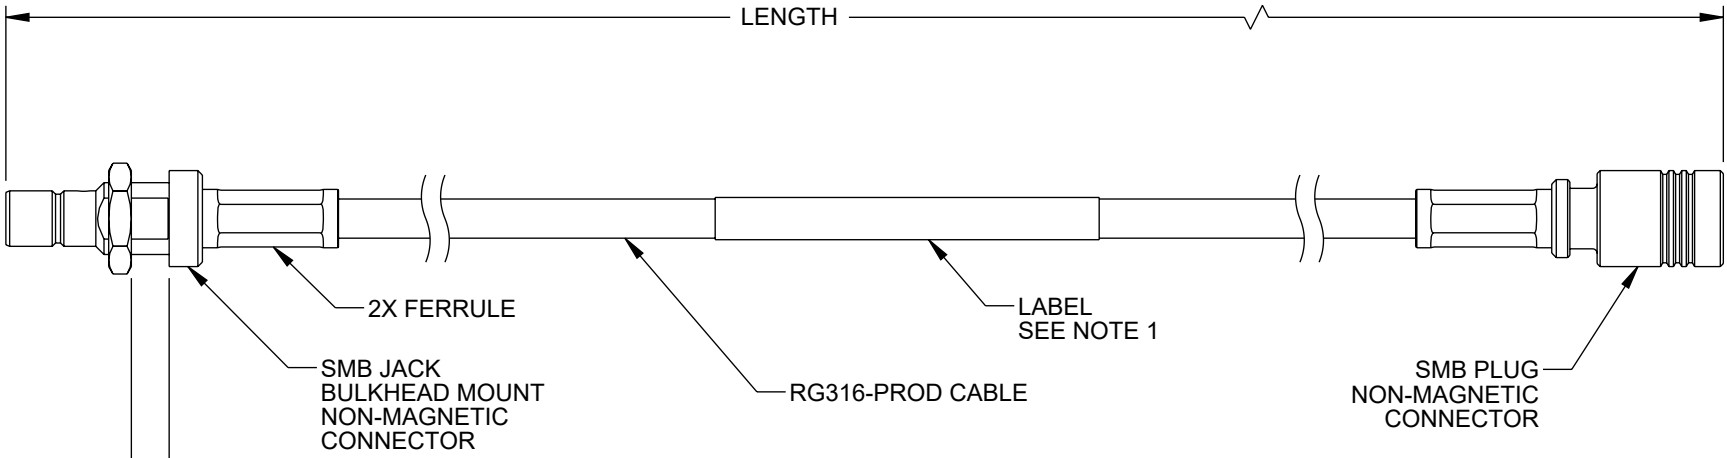 LENGTH
2X FERRULE
LABEL
SEE NOTE 1
SMB JACK
BULKHEAD MOUNT
NON-MAGNETIC
CONNECTOR
RG316-PROD CABLE
SMB PLUG
NON-MAGNETIC
CONNECTOR